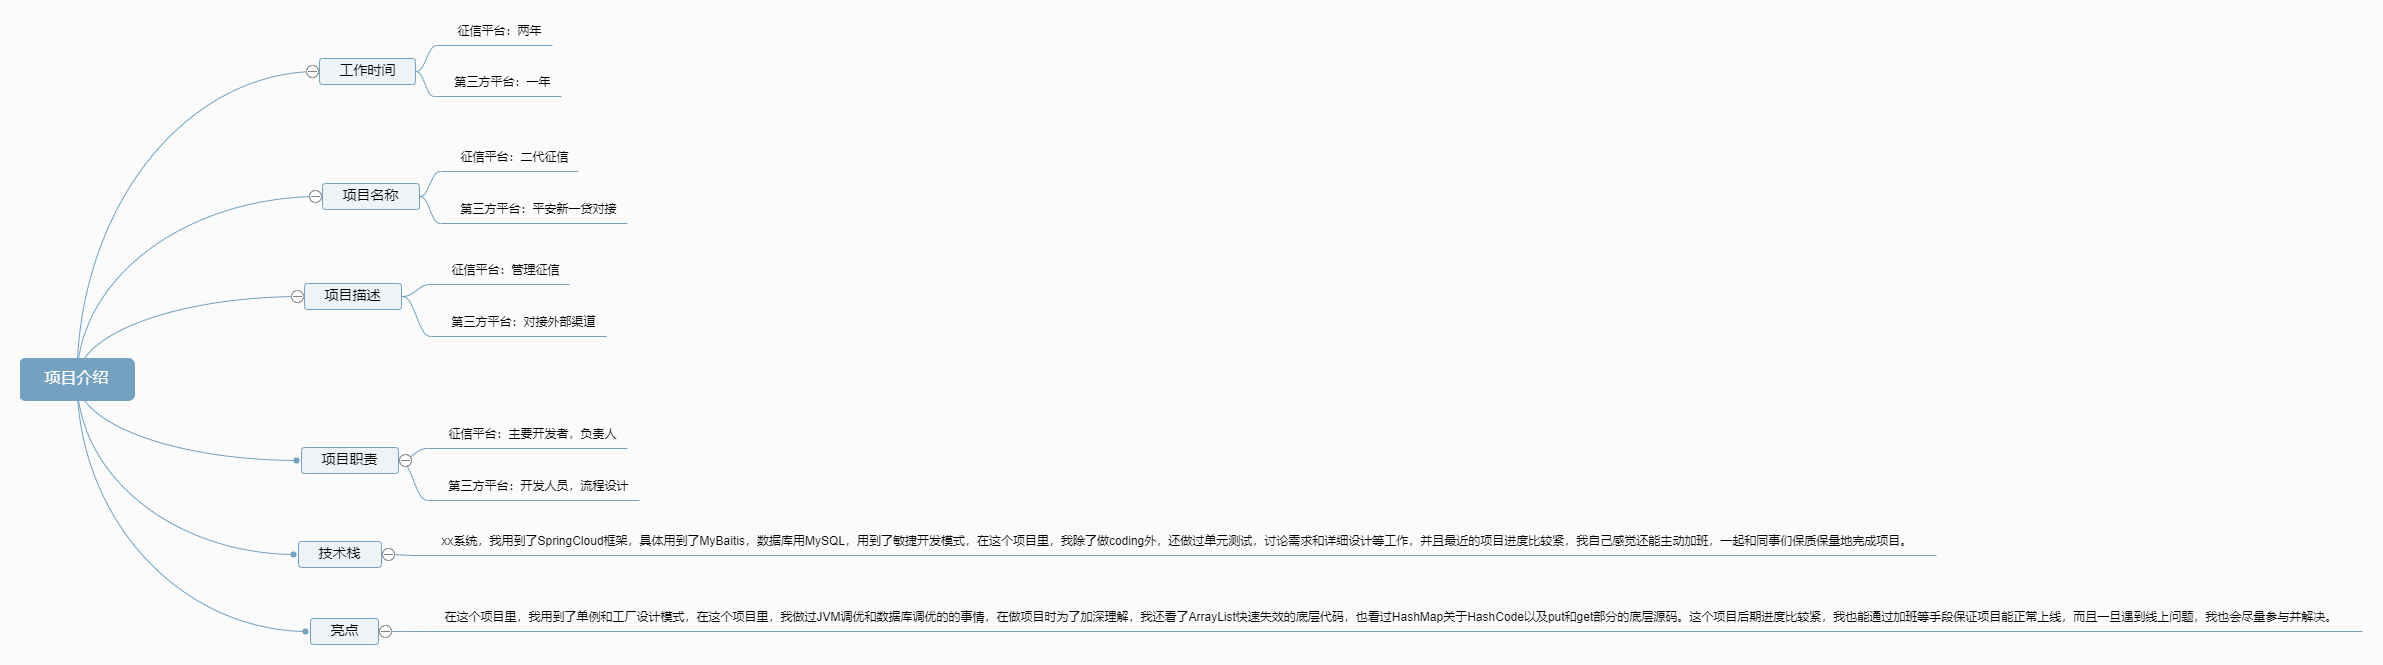 项目介绍
工作时间
征信平台：两年
第三方平台：一年
项目名称
征信平台：二代征信
第三方平台：平安新一贷对接
项目描述
征信平台：管理征信
第三方平台：对接外部渠道
项目职责
征信平台：主要开发者，负责人
第三方平台：开发人员，流程设计
技术栈
xx系统，我用到了SpringCloud框架，具体用到了MyBaitis，数据库用MySQL，用到了敏捷开发模式，在这个项目里，我除了做coding外，还做过单元测试，讨论需求和详细设计等工作，并且最近的项目进度比较紧，我自己感觉还能主动加班，一起和同事们保质保量地完成项目。
亮点
在这个项目里，我用到了单例和工厂设计模式，在这个项目里，我做过JVM调优和数据库调优的的事情，在做项目时为了加深理解，我还看了ArrayList快速失效的底层代码，也看过HashMap关于HashCode以及put和get部分的底层源码。这个项目后期进度比较紧，我也能通过加班等手段保证项目能正常上线，而且一旦遇到线上问题，我也会尽量参与并解决。